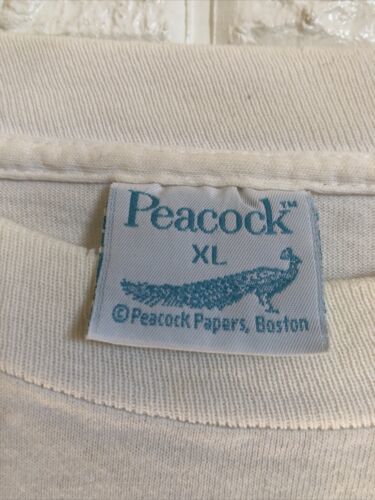 Peacock™
XL
©Peacock Papers, Boston